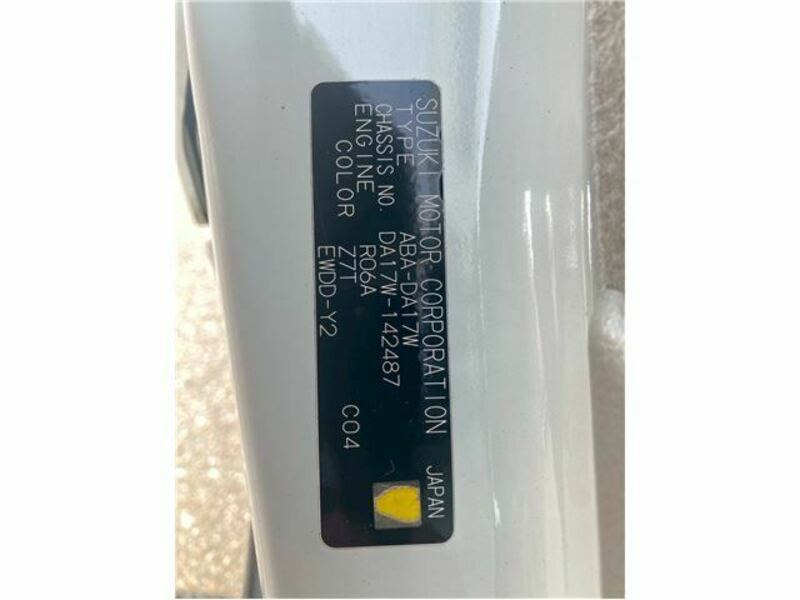 SUZUKI MOTOR CORPORATION JAPAN
TYPE ABA-DA17W
CHASSIS NO. DA17W-142487
ENGINE R06A
COLOR Z7T C04
EWDD-Y2